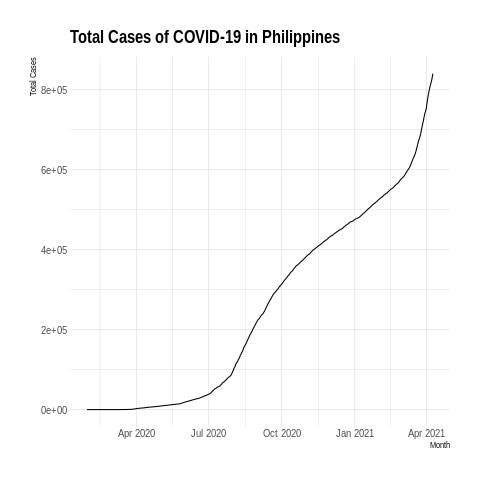 Total Cases of COVID-19 in Philippines
Total Cases
8e+05
6e+05
4e+05
2e+05
0e+00
Apr 2020 Jul 2020 Oct 2020 Jan 2021 Apr 2021
Month